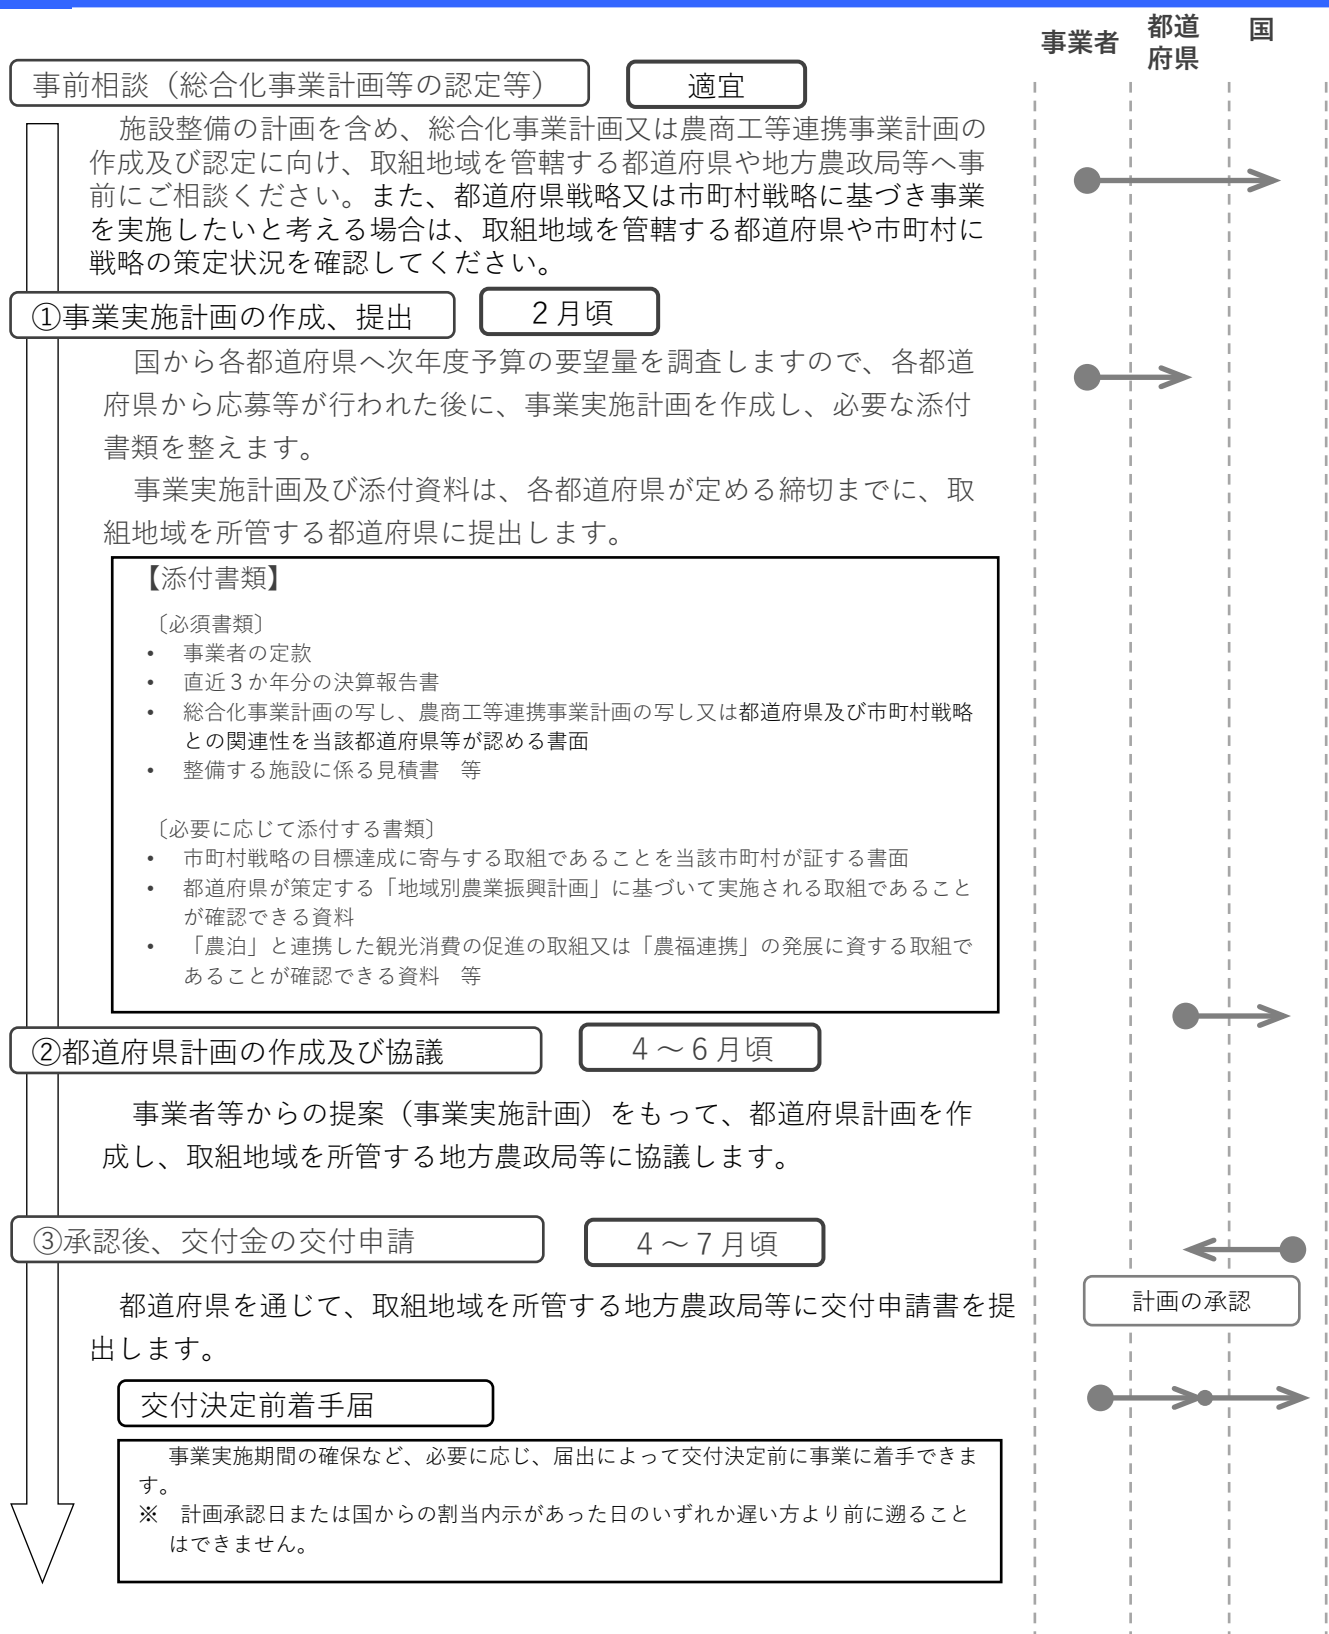 事業者
都道
府県
国
事前相談（総合化事業計画等の認定等）
適宜
施設整備の計画を含め、総合化事業計画又は農商工等連携事業計画の
作成及び認定に向け、取組地域を管轄する都道府県や地方農政局等へ事
前にご相談ください。また、都道府県戦略又は市町村戦略に基づき事業
を実施したいと考える場合は、取組地域を管轄する都道府県や市町村に
戦略の策定状況を確認してください。
①事業実施計画の作成、提出
２月頃
国から各都道府県へ次年度予算の要望量を調査しますので、各都道
府県から応募等が行われた後に、事業実施計画を作成し、必要な添付
書類を整えます。
事業実施計画及び添付資料は、各都道府県が定める締切までに、取
組地域を所管する都道府県に提出します。
【添付書類】
〔必須書類〕
• 事業者の定款
• 直近３か年分の決算報告書
• 総合化事業計画の写し、農商工等連携事業計画の写し又は都道府県及び市町村戦略
との関連性を当該都道府県等が認める書面
• 整備する施設に係る見積書　等
〔必要に応じて添付する書類〕
• 市町村戦略の目標達成に寄与する取組であることを当該市町村が証する書面
• 都道府県が策定する「地域別農業振興計画」に基づいて実施される取組であること
が確認できる資料
• 「農泊」と連携した観光消費の促進の取組又は「農福連携」の発展に資する取組で
あることが確認できる資料　等
②都道府県計画の作成及び協議
４～６月頃
事業者等からの提案（事業実施計画）をもって、都道府県計画を作
成し、取組地域を所管する地方農政局等に協議します。
③承認後、交付金の交付申請
４～７月頃
計画の承認
都道府県を通じて、取組地域を所管する地方農政局等に交付申請書を提
出します。
交付決定前着手届
事業実施期間の確保など、必要に応じ、届出によって交付決定前に事業に着手できま
す。
※　計画承認日または国からの割当内示があった日のいずれか遅い方より前に遡ること
はできません。